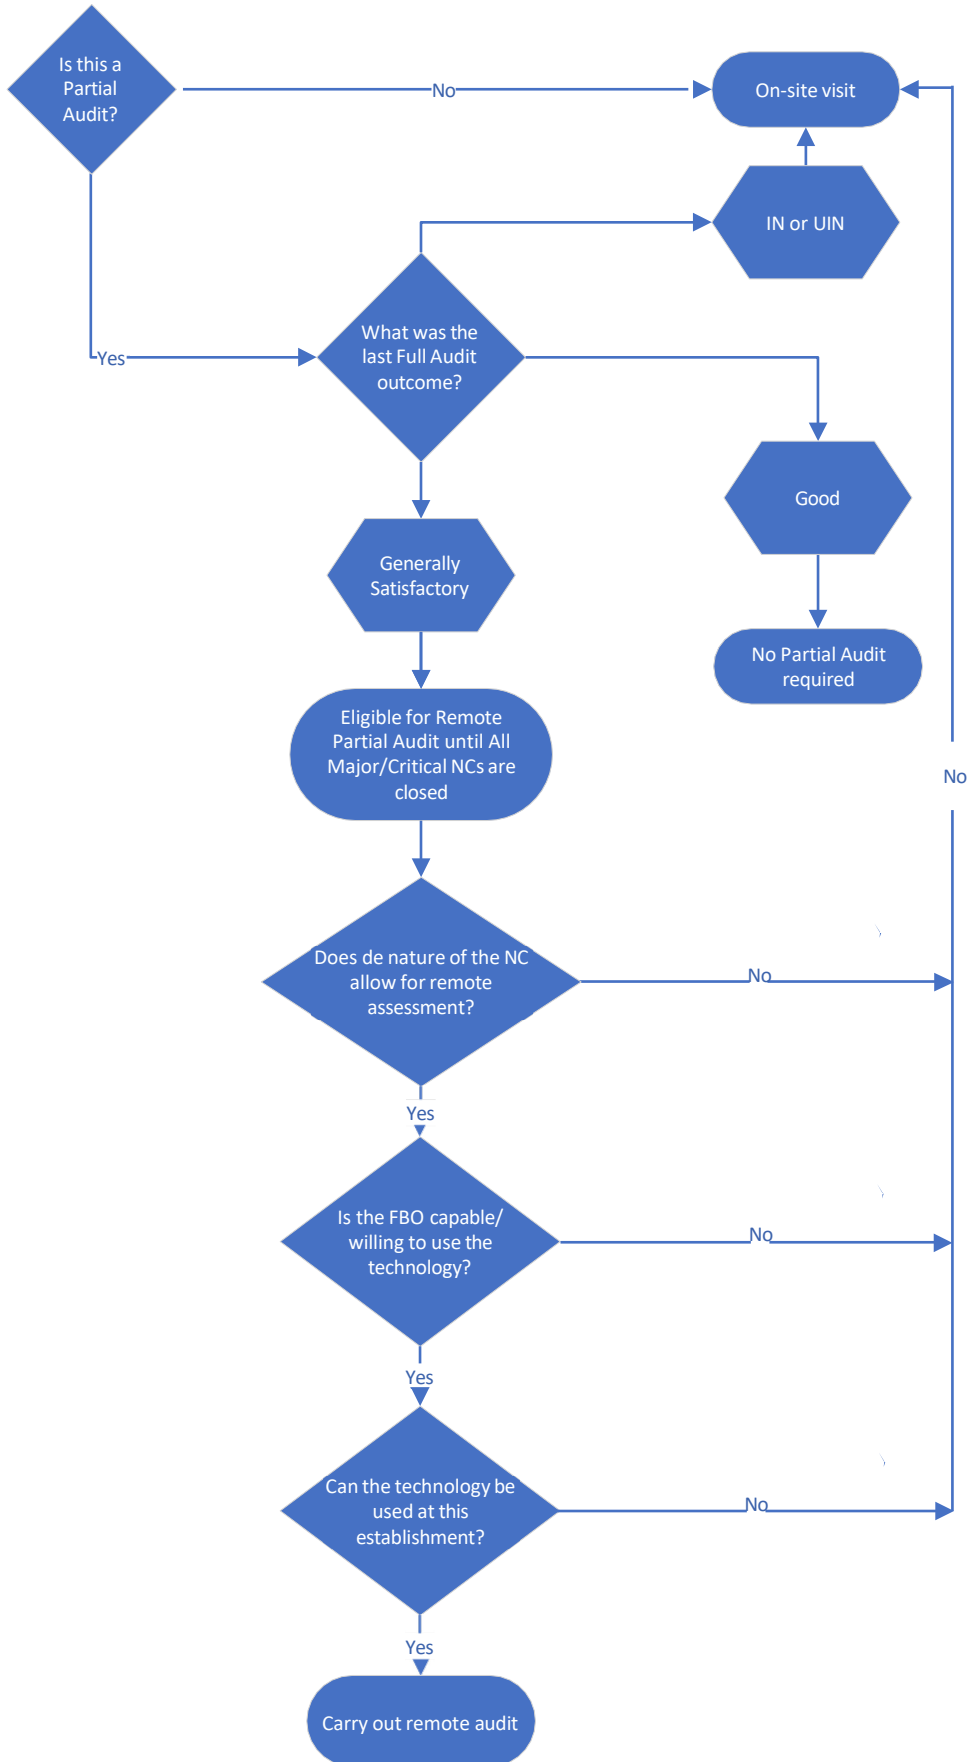 Is this a
Partial
Audit?
No
On-site visit
IN or UIN
What was the
last Full Audit
outcome?
Yes
Good
Generally
Satisfactory
No Partial Audit
required
Eligible for Remote
Partial Audit until All
Major/Critical NCs are
closed
No
Does de nature of the NC
allow for remote
assessment?
No
Yes
Is the FBO capable/
willing to use the
technology?
No
Yes
Can the technology be
used at this
establishment?
No
Yes
Carry out remote audit